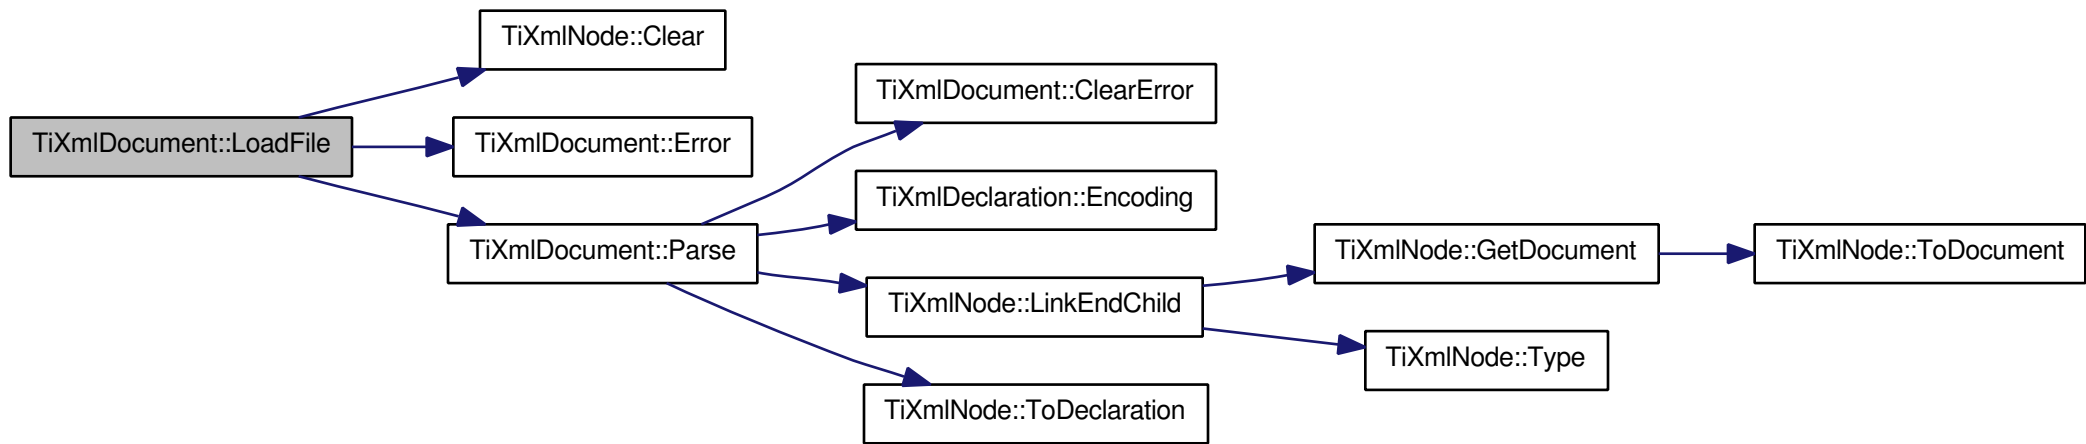 TiXmlDocument::LoadFile
TiXmlNode::Clear
TiXmlDocument::Error
TiXmlDocument::Parse
TiXmlDocument::ClearError
TiXmlDeclaration::Encoding
TiXmlNode::LinkEndChild
TiXmlNode::ToDeclaration
TiXmlNode::GetDocument
TiXmlNode::Type
TiXmlNode::ToDocument